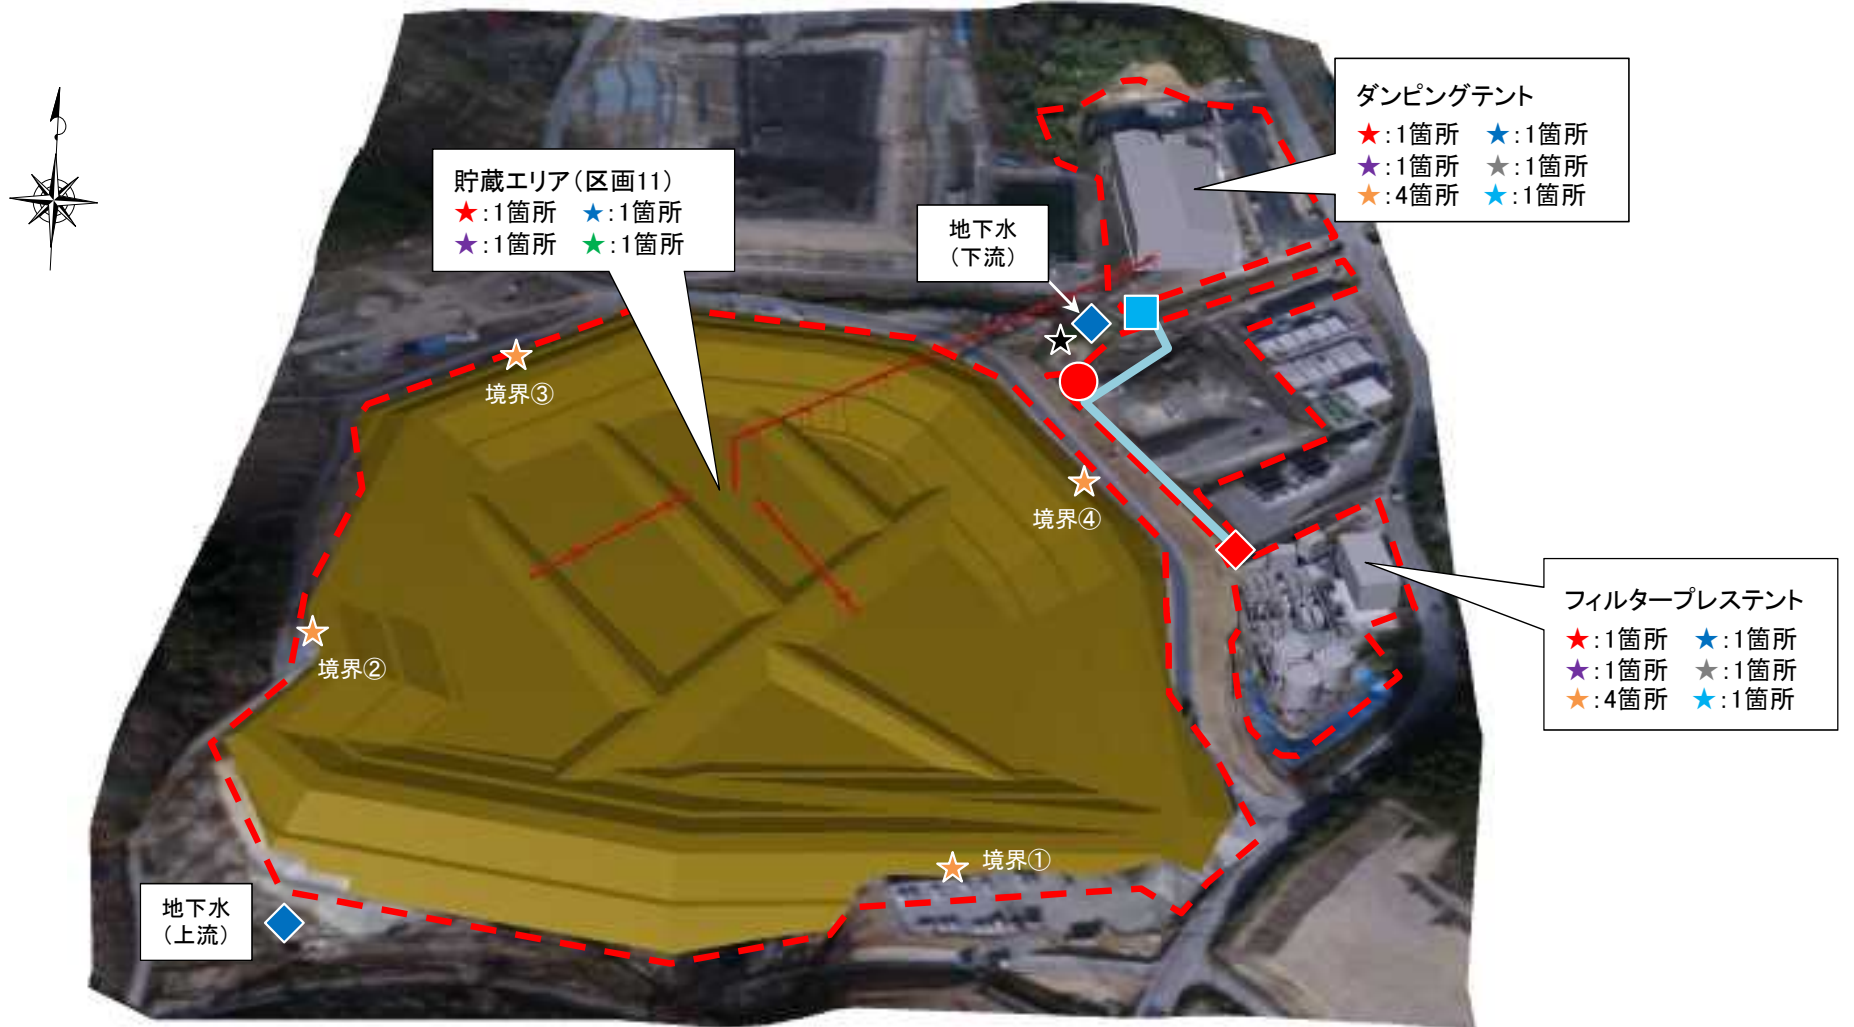 ダンピングテント
★：1箇所 ★：1箇所
★：1箇所 ★：1箇所
★：4箇所 ★：1箇所
貯蔵エリア（区画11）
★：1箇所 ★：1箇所
★：1箇所 ★：1箇所
地下水
（下流）
境界③
境界④
フィルタープレステント
★：1箇所 ★：1箇所
★：1箇所 ★：1箇所
★：4箇所 ★：1箇所
境界②
境界①
地下水
（上流）